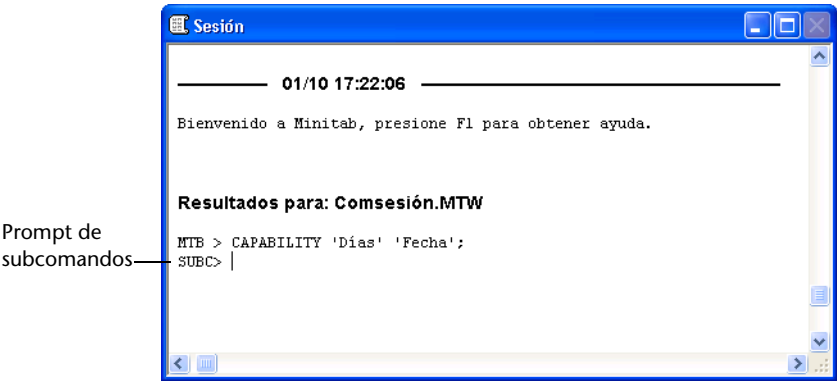 Sesión
01/10 17:22:06
Bienvenido a Minitab, presione F1 para obtener ayuda.
Resultados para: Comsesión.MTW
MTB > CAPABILITY 'Días' 'Fecha';
SUBC>
Prompt de
subcomandos